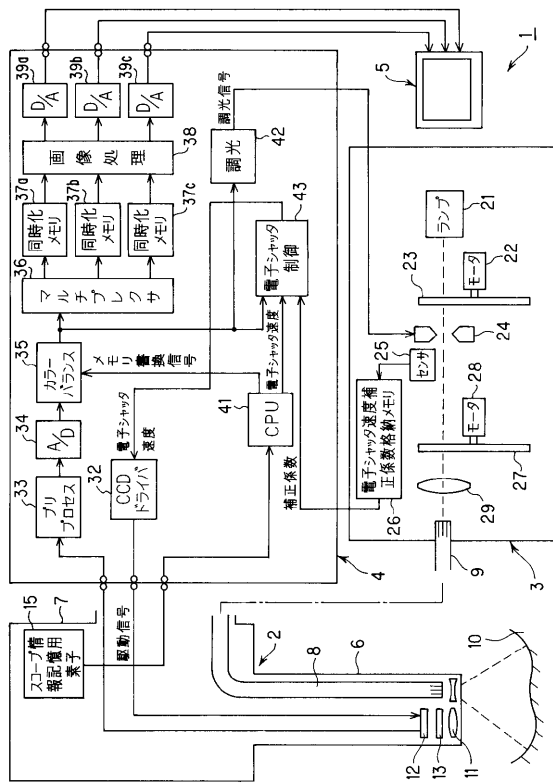 39a
39b
39c
D/A
D/A
D/A
画像処理
38
37a
37b
37c
同時化
メモリ
同時化
メモリ
同時化
メモリ
36
マルチプレクサ
調光信号
調光
42
43
電子シャッタ
制御
35
カラー
バランス
メモリ書換信号
電子シャッタ速度
34
A/D
33
プリ
プロセス
電子シャッタ
速度
32
CCD
ドライバ
41
CPU
補正係数
駆動信号
4
5
1
ランプ
21
モータ
22
23
24
25
センサ
電子シャッタ速度補
正係数格納メモリ
26
モータ
28
27
29
9
3
15
スコープ情
報記憶用
素子
7
2
6
8
10
12
13
11